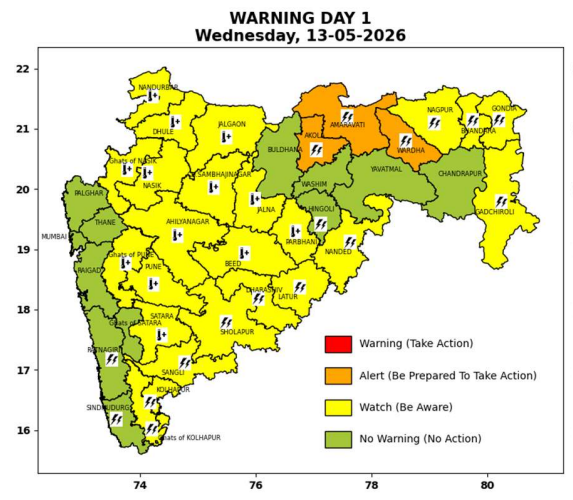 WARNING DAY 1
Wednesday, 13-05-2026
22
21
20
19
18
17
16
74
76
78
80
NANDURBAR
DHULE
JALGAON
NAGPUR
GONDIA
BHANDARA
AMARAVATI
AKOLA
WARDHA
BULDHANA
Ghats of NASIK
NASIK
WASHIM
YAVATMAL
CHANDRAPUR
PALGHAR
JALNA
HINGOLI
GADCHIROLI
THANE
AHILYANAGAR
MUMBAI
PARBHANI
NANDED
Ghats of PUNE
PUNE
BEED
RAIGAD
DHARASHIV
LATUR
SATARA
Ghats of SATARA
SHOLAPUR
RATNAGIRI
SANGLI
KOLHAPUR
SINDHUDURG
Ghats of KOLHAPUR
Warning (Take Action)
Alert (Be Prepared To Take Action)
Watch (Be Aware)
No Warning (No Action)